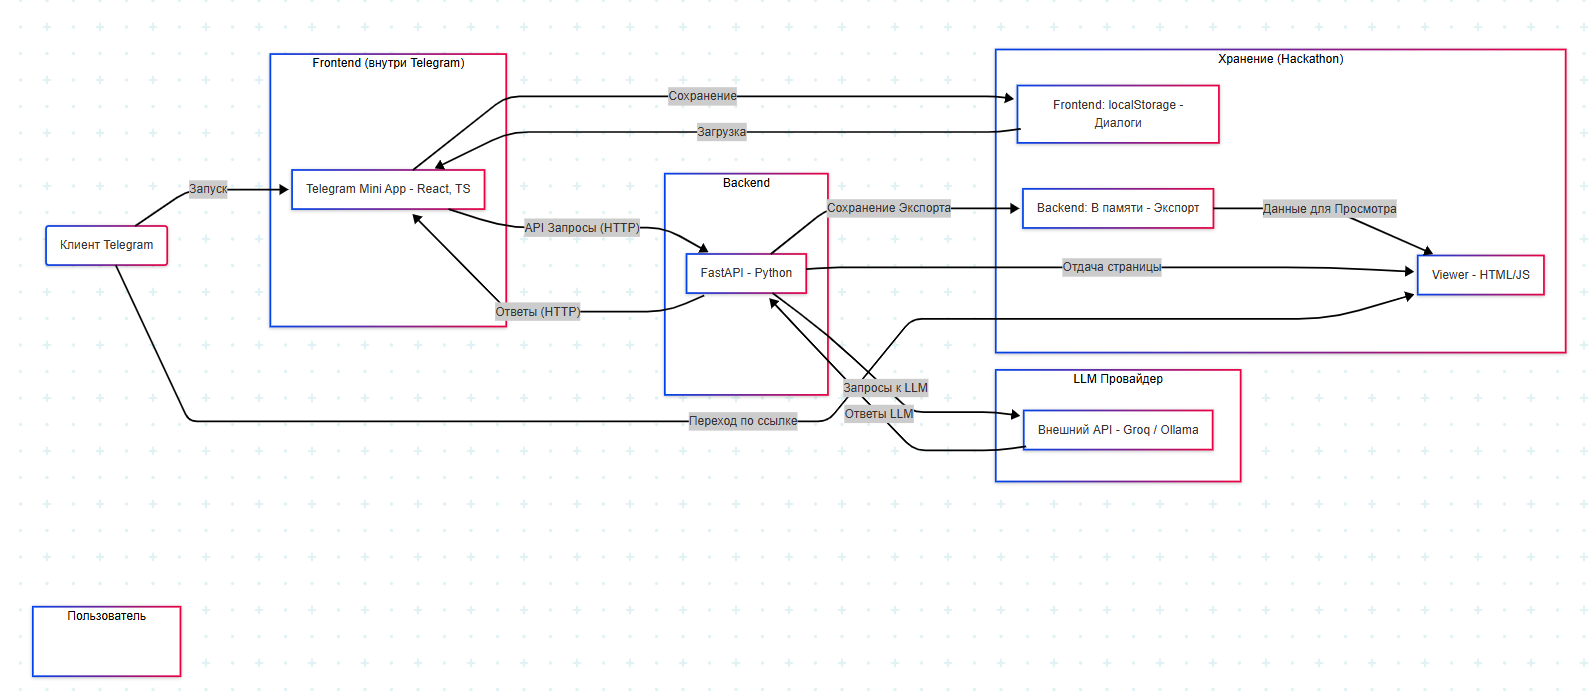 Frontend (внутри Telegram)
Хранение (Hackathon)
Сохранение
Frontend: localStorage -
Диалоги
Загрузка
Запуск
Telegram Mini App - React, TS
Backend
Сохранение Экспорта
Backend: В памяти - Экспорт
Данные для Просмотра
API Запросы (HTTP)
Клиент Telegram
FastAPI - Python
Отдача страницы
Viewer - HTML/JS
Ответы (HTTP)
LLM Провайдер
Запросы к LLM
Ответы LLM
Переход по ссылке
Внешний API - Groq / Ollama
Пользователь